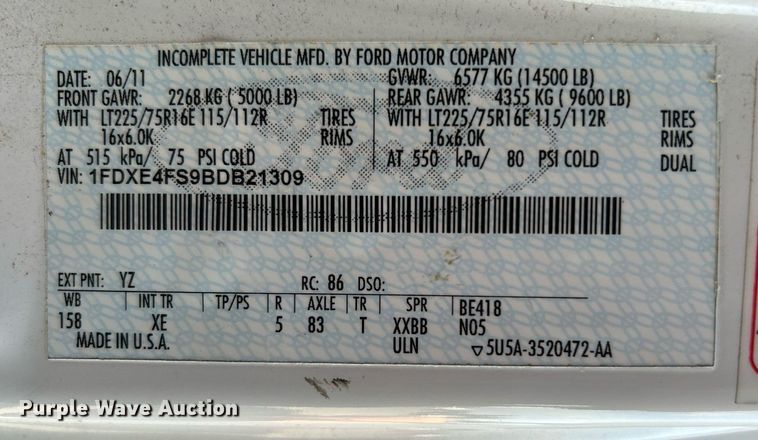 INCOMPLETE VEHICLE MFD. BY FORD MOTOR COMPANY
DATE: 06/11 GVWR: 6577 KG (14500 LB)
FRONT GAWR: 2268 KG ( 5000 LB) REAR GAWR: 4355 KG ( 9600 LB)
WITH LT225/75R16E 115/112R TIRES WITH LT225/75R16E 115/112R TIRES
16x6.0K RIMS 16x6.0K RIMS
AT 515 kPa/ 75 PSI COLD AT 550 kPa/ 80 PSI COLD DUAL
VIN: 1FDXE4FS9BDB21309
EXT PNT: YZ RC: 86 DSO:
WB INT TR TP/PS R AXLE TR SPR BE418
158 XE 5 83 T XXBB N05
MADE IN U.S.A. ULN ▽5U5A-3520472-AA
Purple Wave Auction